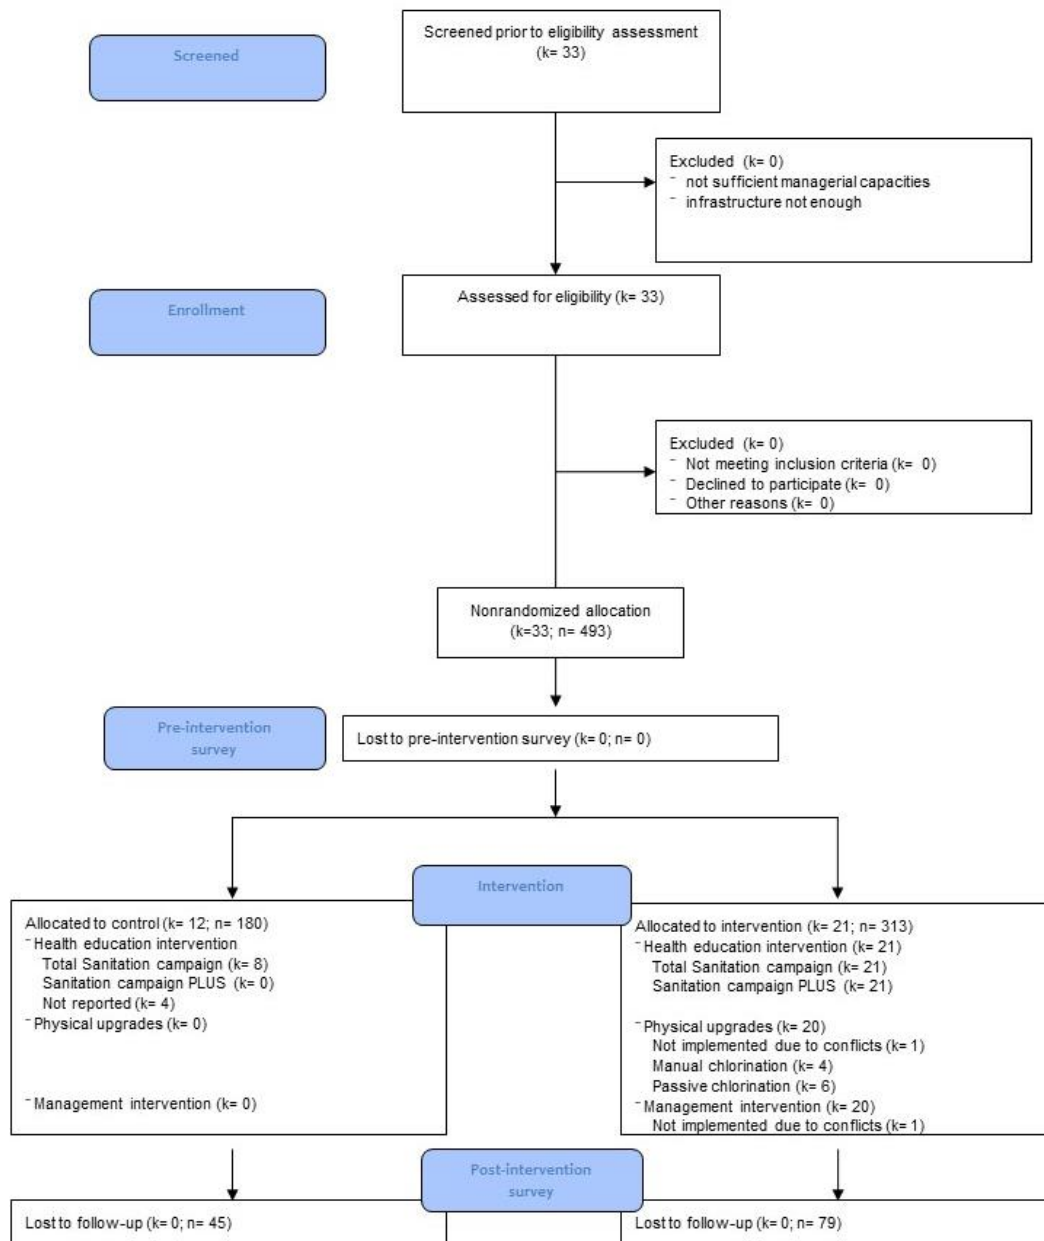 Screened prior to eligibility assessment
(k= 33)
Screened
Excluded (k= 0)
⁻ not sufficient managerial capacities
⁻ infrastructure not enough
Assessed for eligibility (k= 33)
Enrollment
Excluded (k= 0)
⁻ Not meeting inclusion criteria (k= 0)
⁻ Declined to participate (k= 0)
⁻ Other reasons (k= 0)
Nonrandomized allocation
(k=33; n= 493)
Pre-intervention
survey
Lost to pre-intervention survey (k= 0; n= 0)
Intervention
Allocated to control (k= 12; n= 180)
⁻ Health education intervention
Total Sanitation campaign (k= 8)
Sanitation campaign PLUS (k= 0)
Not reported (k= 4)
⁻ Physical upgrades (k= 0)
⁻ Management intervention (k= 0)
Allocated to intervention (k= 21; n= 313)
⁻ Health education intervention (k= 21)
Total Sanitation campaign (k= 21)
Sanitation campaign PLUS (k= 21)
⁻ Physical upgrades (k= 20)
Not implemented due to conflicts (k= 1)
Manual chlorination (k= 4)
Passive chlorination (k= 6)
⁻ Management intervention (k= 20)
Not implemented due to conflicts (k= 1)
Post-intervention
survey
Lost to follow-up (k= 0; n= 45)
Lost to follow-up (k= 0; n= 79)